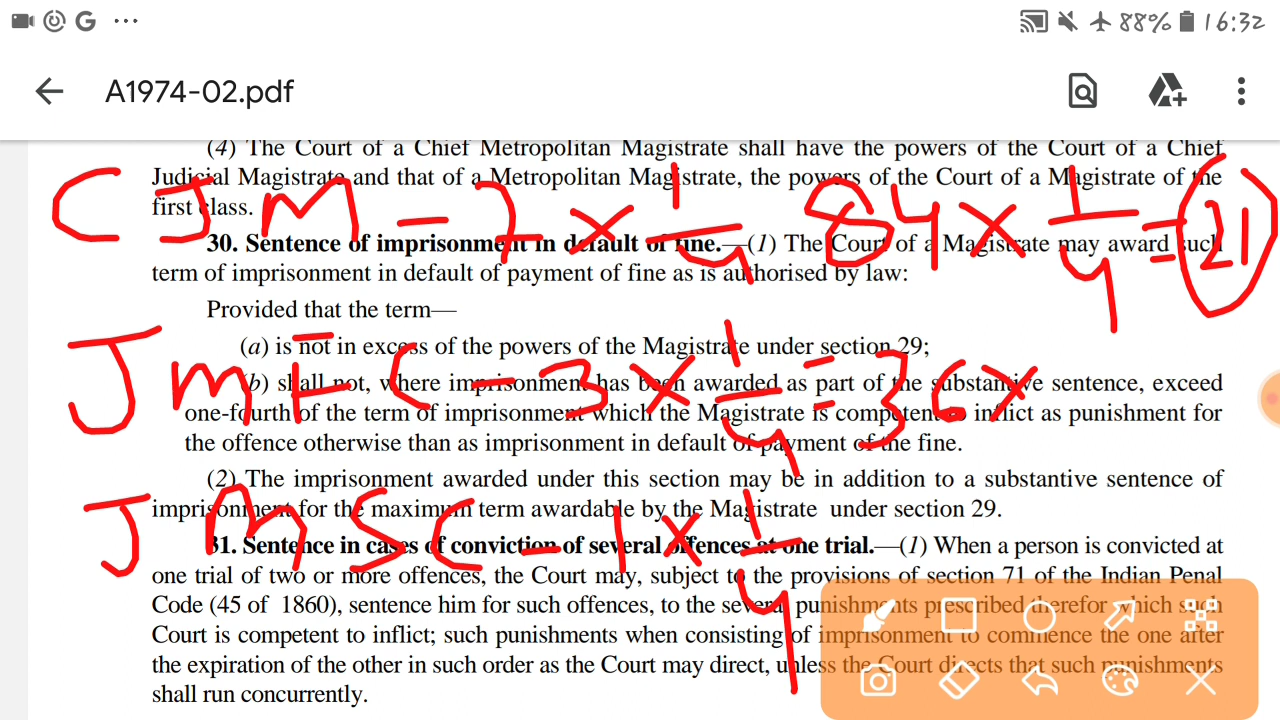 G ... 88% 16:32
A1974-02.pdf
(4) The Court of a Chief Metropolitan Magistrate shall have the powers of the Court of a Chief
Judicial Magistrate and that of a Metropolitan Magistrate, the powers of the Court of a Magistrate of the
first class.
CJM - 7 × 1/4 84 × 1/4 = 21
30. Sentence of imprisonment in default of fine.—(1) The Court of a Magistrate may award such
term of imprisonment in default of payment of fine as is authorised by law:
Provided that the term—
(a) is not in excess of the powers of the Magistrate under section 29;
JmFC - 3 × 1/4 = 36 ×
(b) shall not, where imprisonment has been awarded as part of the substantive sentence, exceed
one-fourth of the term of imprisonment which the Magistrate is competent to inflict as punishment for
the offence otherwise than as imprisonment in default of payment of the fine.
(2) The imprisonment awarded under this section may be in addition to a substantive sentence of
imprisonment for the maximum term awardable by the Magistrate under section 29.
JmSC - 1 × 1/4
31. Sentence in cases of conviction of several offences at one trial.—(1) When a person is convicted at
one trial of two or more offences, the Court may, subject to the provisions of section 71 of the Indian Penal
Code (45 of 1860), sentence him for such offences, to the several punishments prescribed therefor which such
Court is competent to inflict; such punishments when consisting of imprisonment to commence the one after
the expiration of the other in such order as the Court may direct, unless the Court directs that such punishments
shall run concurrently.